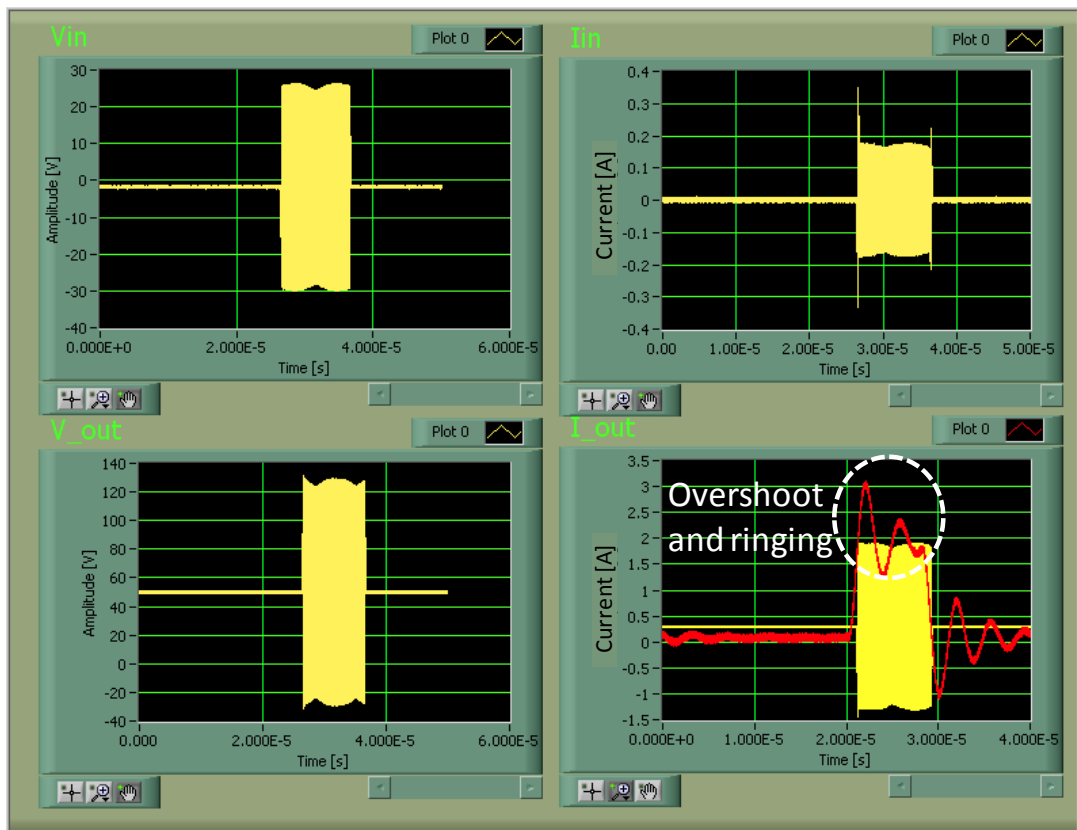 Vin
Plot 0
Amplitude [V]
30
20
10
0
-10
-20
-30
-40
0.000E+0 2.000E-5 4.000E-5 6.000E-5
Time [s]
Iin
Plot 0
Current [A]
0.4
0.3
0.2
0.1
0
-0.1
-0.2
-0.3
-0.4
0.00 1.00E-5 2.00E-5 3.00E-5 4.00E-5 5.00E-5
Time [s]
V_out
Plot 0
Amplitude [V]
140
120
100
80
60
40
20
0
-20
-40
0.000 2.000E-5 4.000E-5 6.000E-5
Time [s]
I_out
Plot 0
Current [A]
3.5
3
2.5
2
1.5
1
0.5
0
-0.5
-1
-1.5
Overshoot
and ringing
0.000E+0 1.000E-5 2.000E-5 3.000E-5 4.000E-5
Time [s]